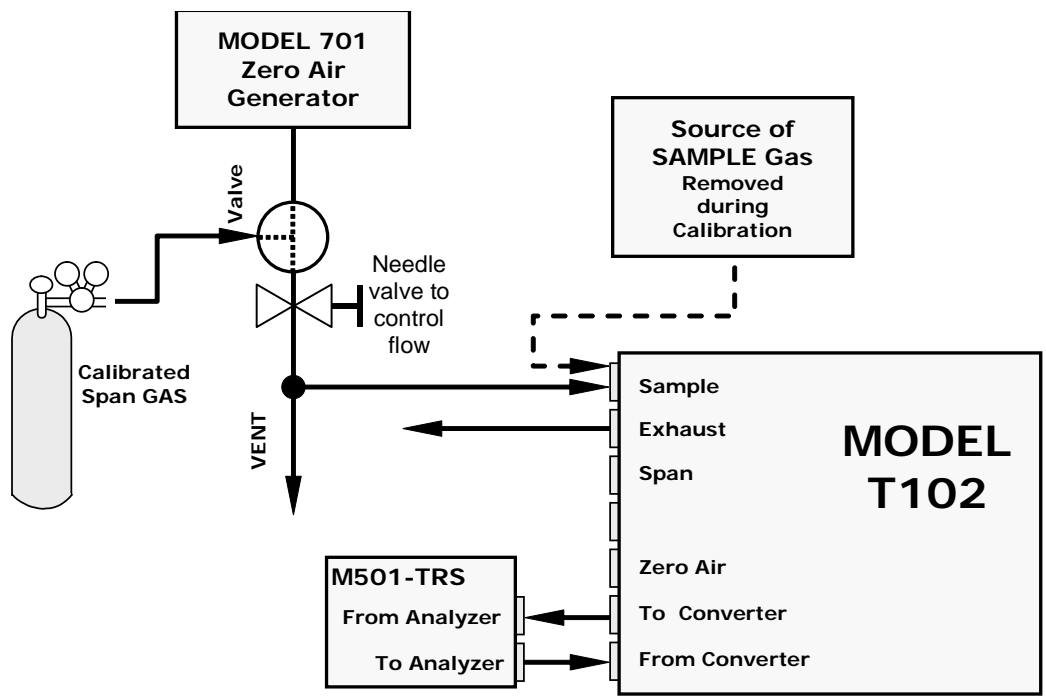 MODEL 701
Zero Air
Generator
Source of
SAMPLE Gas
Removed
during
Calibration
Valve
Needle
valve to
control
flow
Calibrated
Span GAS
VENT
Sample
Exhaust
Span
Zero Air
To Converter
From Converter
MODEL
T102
M501-TRS
From Analyzer
To Analyzer